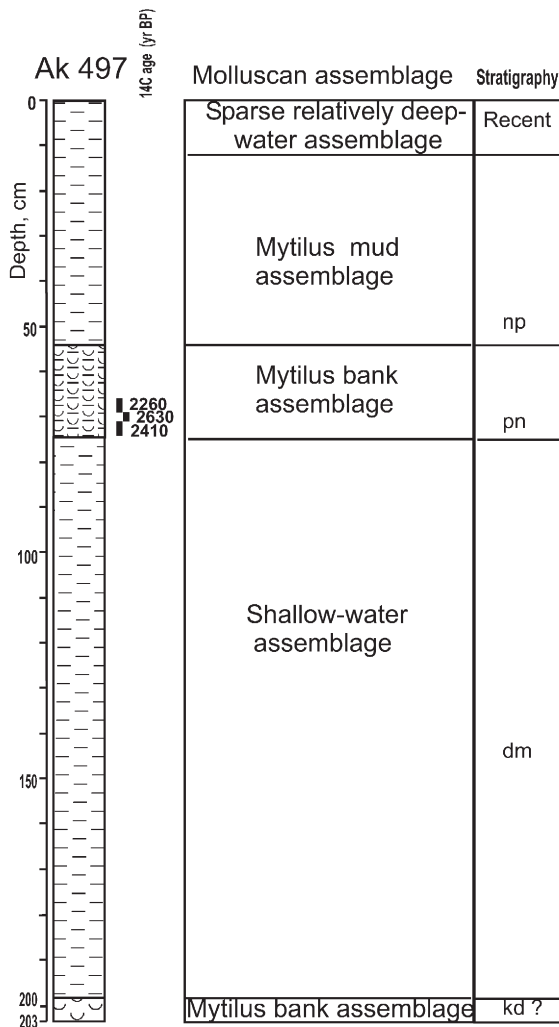 Ak 497
14C age (yr BP)
Molluscan assemblage
Stratigraphy
Depth, cm
0
Sparse relatively deep-
water assemblage
Recent
Mytilus mud
assemblage
50
np
Mytilus bank
assemblage
2260
2630
2410
pn
100
Shallow-water
assemblage
150
dm
200
203
Mytilus bank assemblage
kd ?